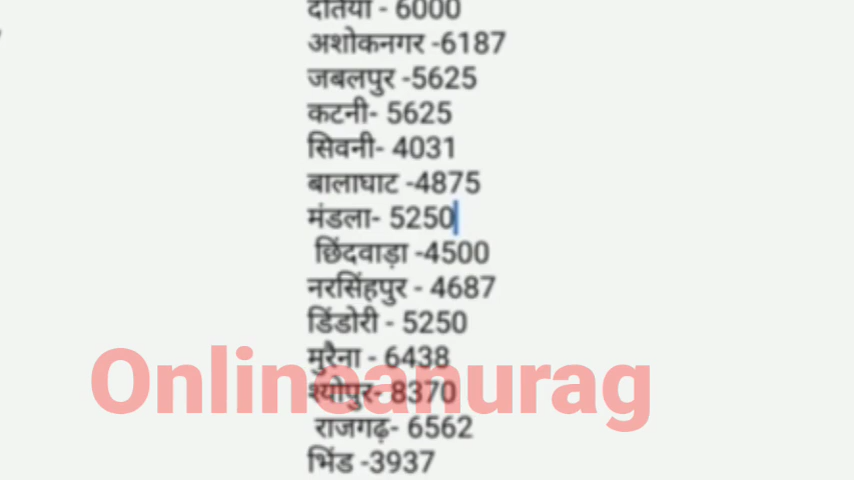 दतिया - 6000
अशोकनगर -6187
जबलपुर -5625
कटनी- 5625
सिवनी- 4031
बालाघाट -4875
मंडला- 5250
छिंदवाड़ा -4500
नरसिंहपुर - 4687
डिंडोरी - 5250
मुरैना - 6438
Onlineanurag
श्योपुर- 8370
राजगढ़- 6562
भिंड -3937